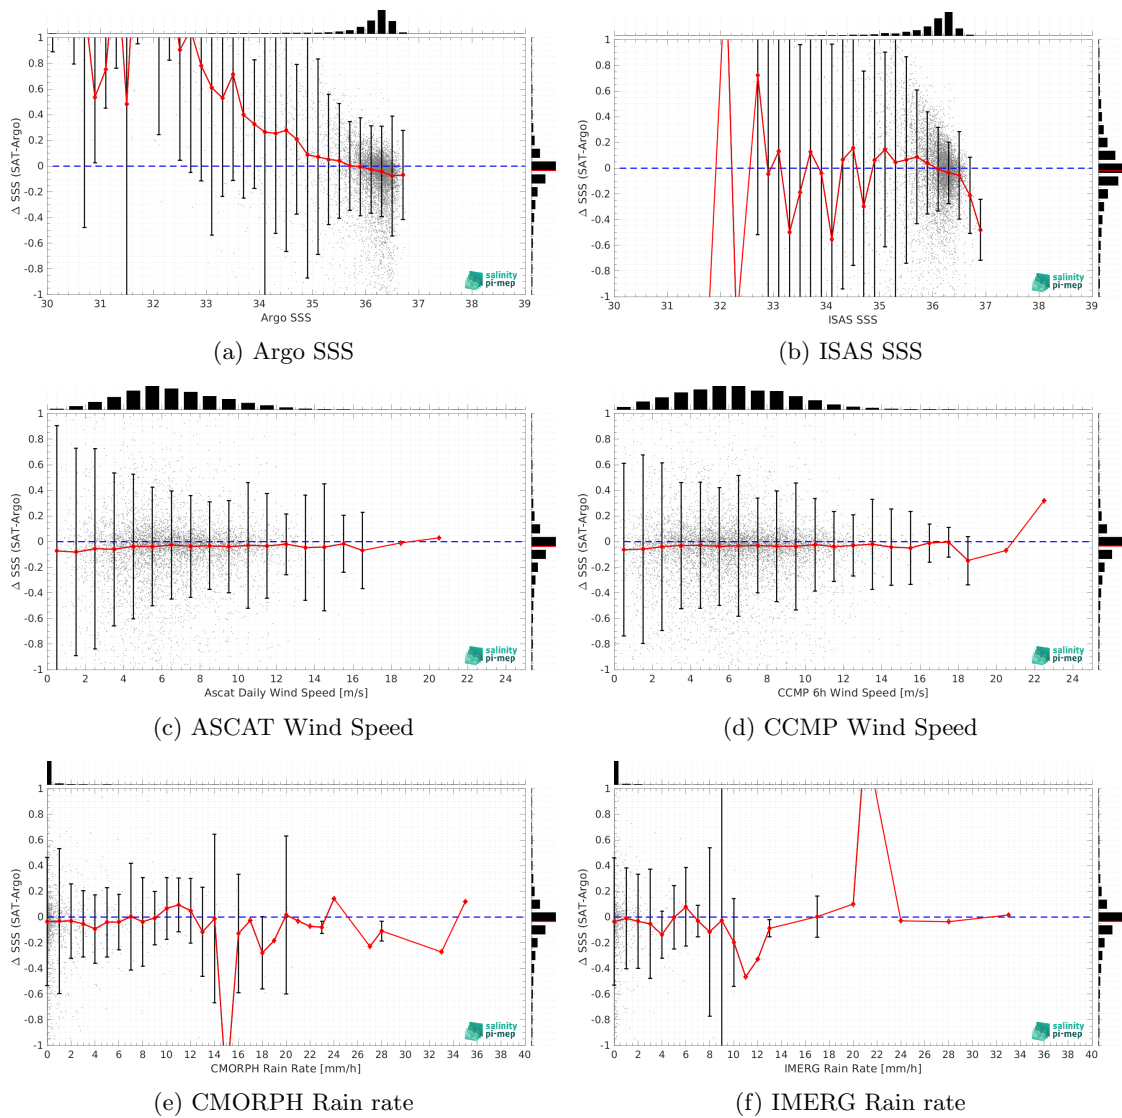 1
0.8
0.6
0.4
0.2
0
-0.2
-0.4
-0.6
-0.8
-1
Δ SSS (SAT-Argo)
30 31 32 33 34 35 36 37 38 39
Argo SSS
salinity
pi-mep
(a) Argo SSS
1
0.8
0.6
0.4
0.2
0
-0.2
-0.4
-0.6
-0.8
-1
Δ SSS (SAT-Argo)
30 31 32 33 34 35 36 37 38 39
ISAS SSS
salinity
pi-mep
(b) ISAS SSS
1
0.8
0.6
0.4
0.2
0
-0.2
-0.4
-0.6
-0.8
-1
Δ SSS (SAT-Argo)
0 2 4 6 8 10 12 14 16 18 20 22 24
Ascat Daily Wind Speed [m/s]
salinity
pi-mep
(c) ASCAT Wind Speed
1
0.8
0.6
0.4
0.2
0
-0.2
-0.4
-0.6
-0.8
-1
Δ SSS (SAT-Argo)
0 2 4 6 8 10 12 14 16 18 20 22 24
CCMP 6h Wind Speed [m/s]
salinity
pi-mep
(d) CCMP Wind Speed
1
0.8
0.6
0.4
0.2
0
-0.2
-0.4
-0.6
-0.8
-1
Δ SSS (SAT-Argo)
0 2 4 6 8 10 12 14 16 18 20 22 24 26 28 30 32 34 36 38 40
CMORPH Rain Rate [mm/h]
salinity
pi-mep
(e) CMORPH Rain rate
1
0.8
0.6
0.4
0.2
0
-0.2
-0.4
-0.6
-0.8
-1
Δ SSS (SAT-Argo)
0 2 4 6 8 10 12 14 16 18 20 22 24 26 28 30 32 34 36 38 40
IMERG Rain Rate [mm/h]
salinity
pi-mep
(f) IMERG Rain rate